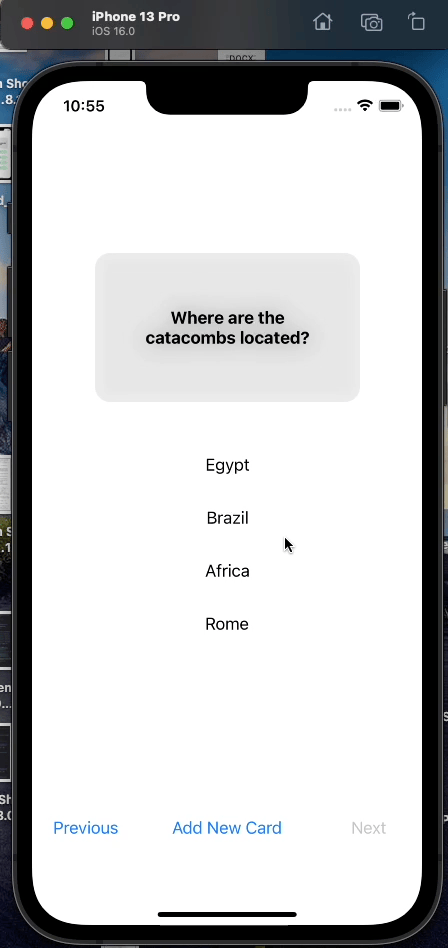 iPhone 13 Pro
iOS 16.0
DOCX
10:55
Where are the
catacombs located?
Egypt
Brazil
Africa
Rome
Previous
Add New Card
Next